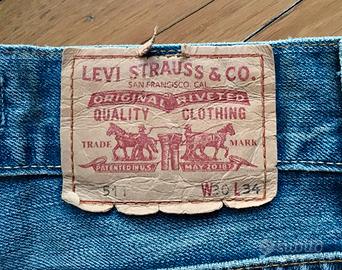 LEVI STRAUSS & CO.
SAN FRANCISCO, CAL.
ORIGINAL RIVETED
QUALITY CLOTHING
TRADE MARK
PATENTED IN U.S. MAY 20 1873
511 W30 L34
subito